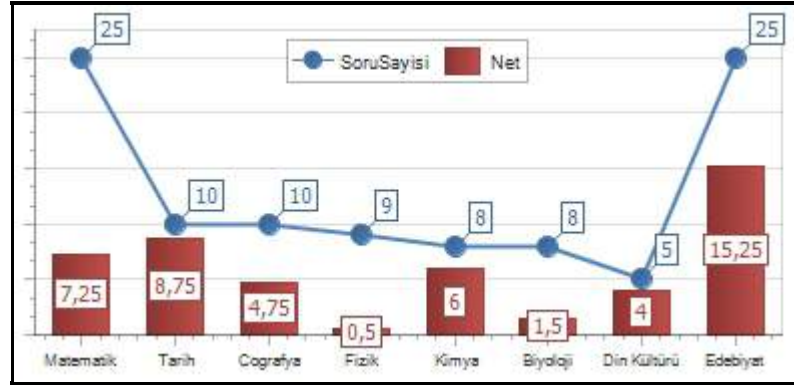 25
25
SoruSayisi
Net
10
10
9
8
8
5
7,25
8,75
4,75
0,5
6
1,5
4
15,25
Matematik
Tarih
Cografya
Fizik
Kimya
Biyoloji
Din Kültürü
Edebiyat